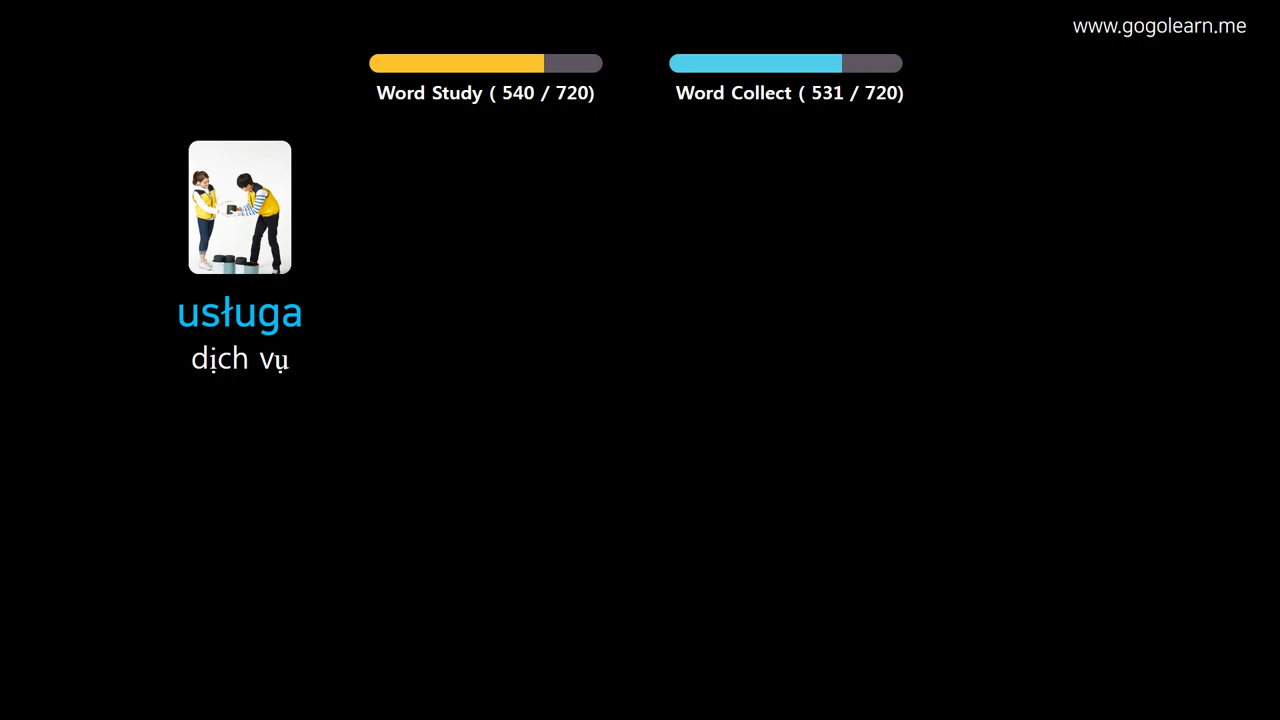 www.gogolearn.me
Word Study ( 540 / 720)
Word Collect ( 531 / 720)
usługa
dịch vụ